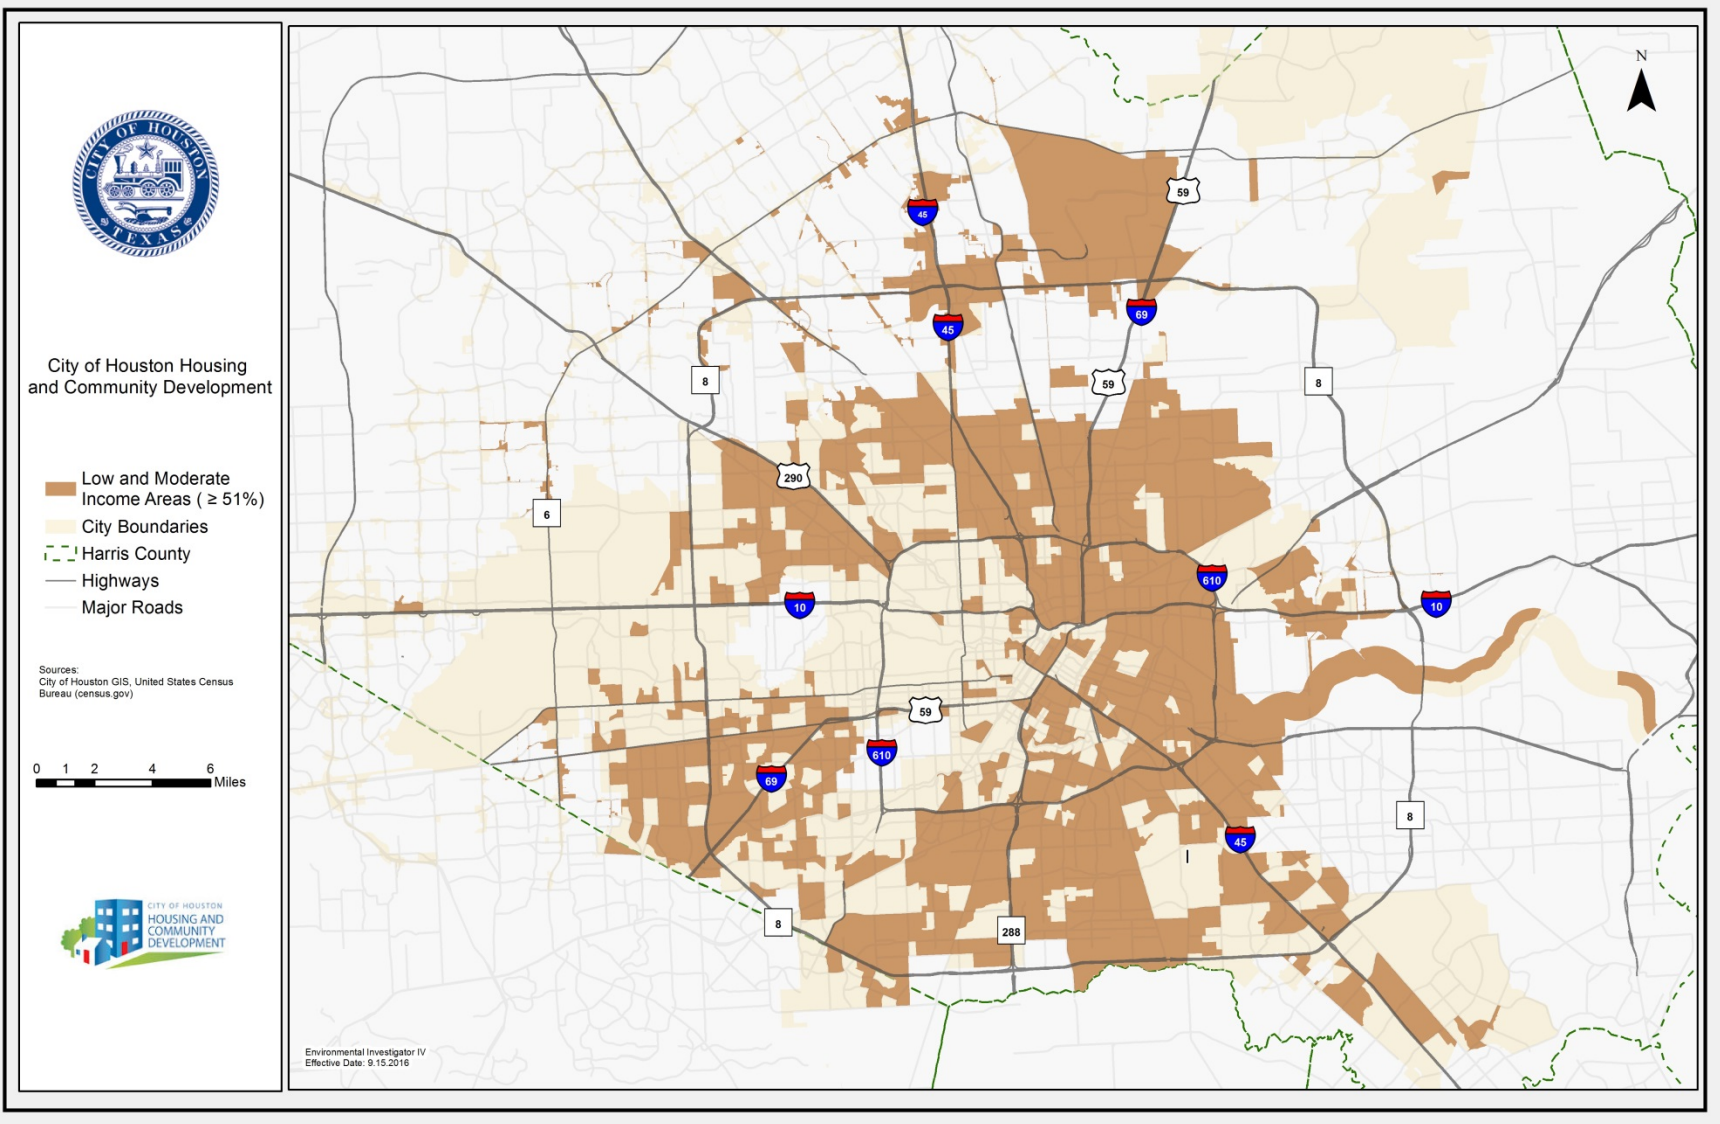 CITY OF HOUSTON
TEXAS
City of Houston Housing
and Community Development
Low and Moderate
Income Areas ( ≥ 51%)
City Boundaries
Harris County
Highways
Major Roads
Sources:
City of Houston GIS, United States Census
Bureau (census.gov)
0 1 2 4 6
Miles
CITY OF HOUSTON
HOUSING AND
COMMUNITY
DEVELOPMENT
N
59
45
69
45
8
59
8
290
6
610
10
10
59
610
69
8
45
8
288
Environmental Investigator IV
Effective Date: 9.15.2016